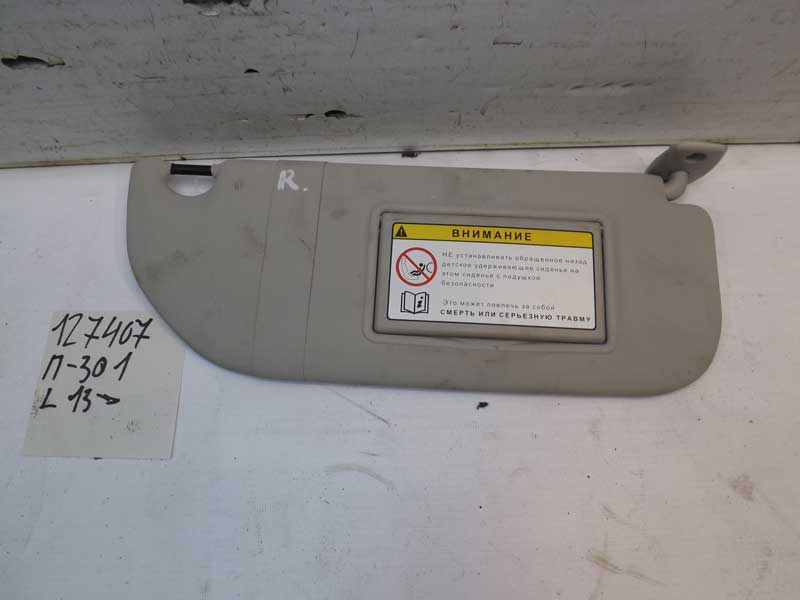 R.
ВНИМАНИЕ
НЕ устанавливать обращенное назад
детское удерживающее сиденье на
этом сиденье с подушкой
безопасности
Это может повлечь за собой
СМЕРТЬ ИЛИ СЕРЬЕЗНУЮ ТРАВМУ
127407
П-301
L 13-